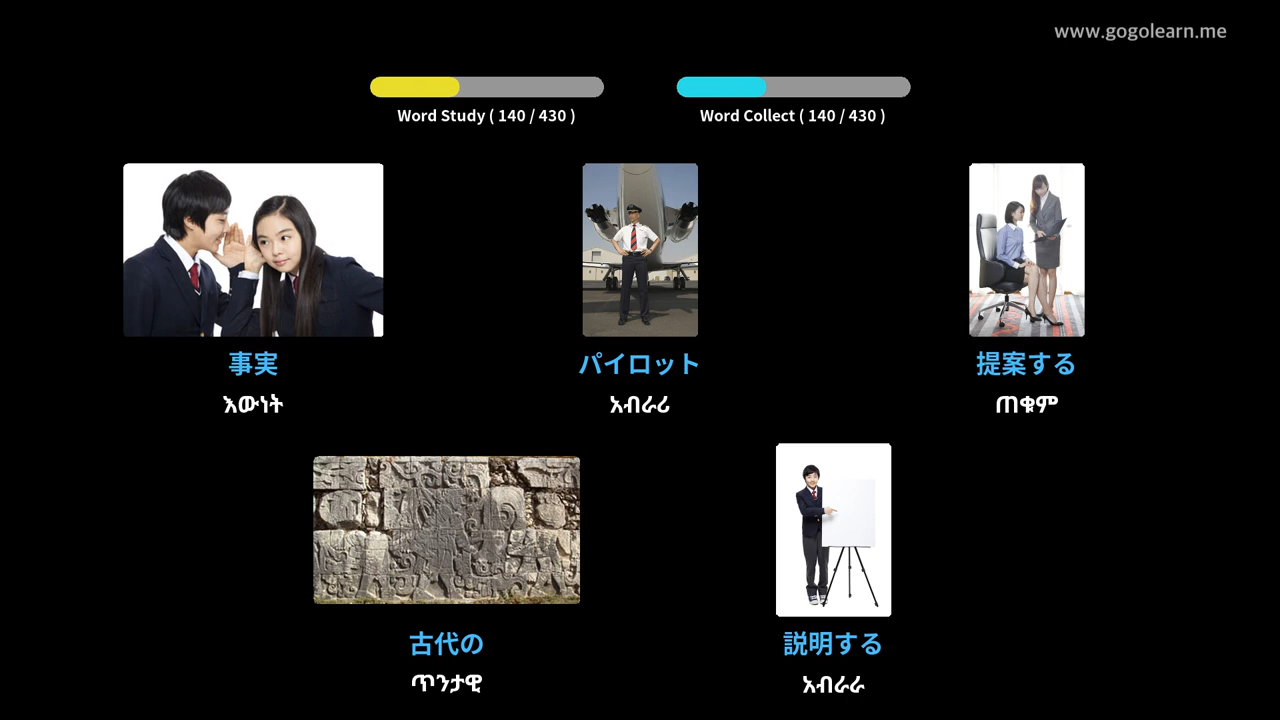 www.gogolearn.me
Word Study ( 140 / 430 )
Word Collect ( 140 / 430 )
事実
እውነት
パイロット
አብራሪ
提案する
ጠቁም
古代の
ጥንታዊ
説明する
አብራራ